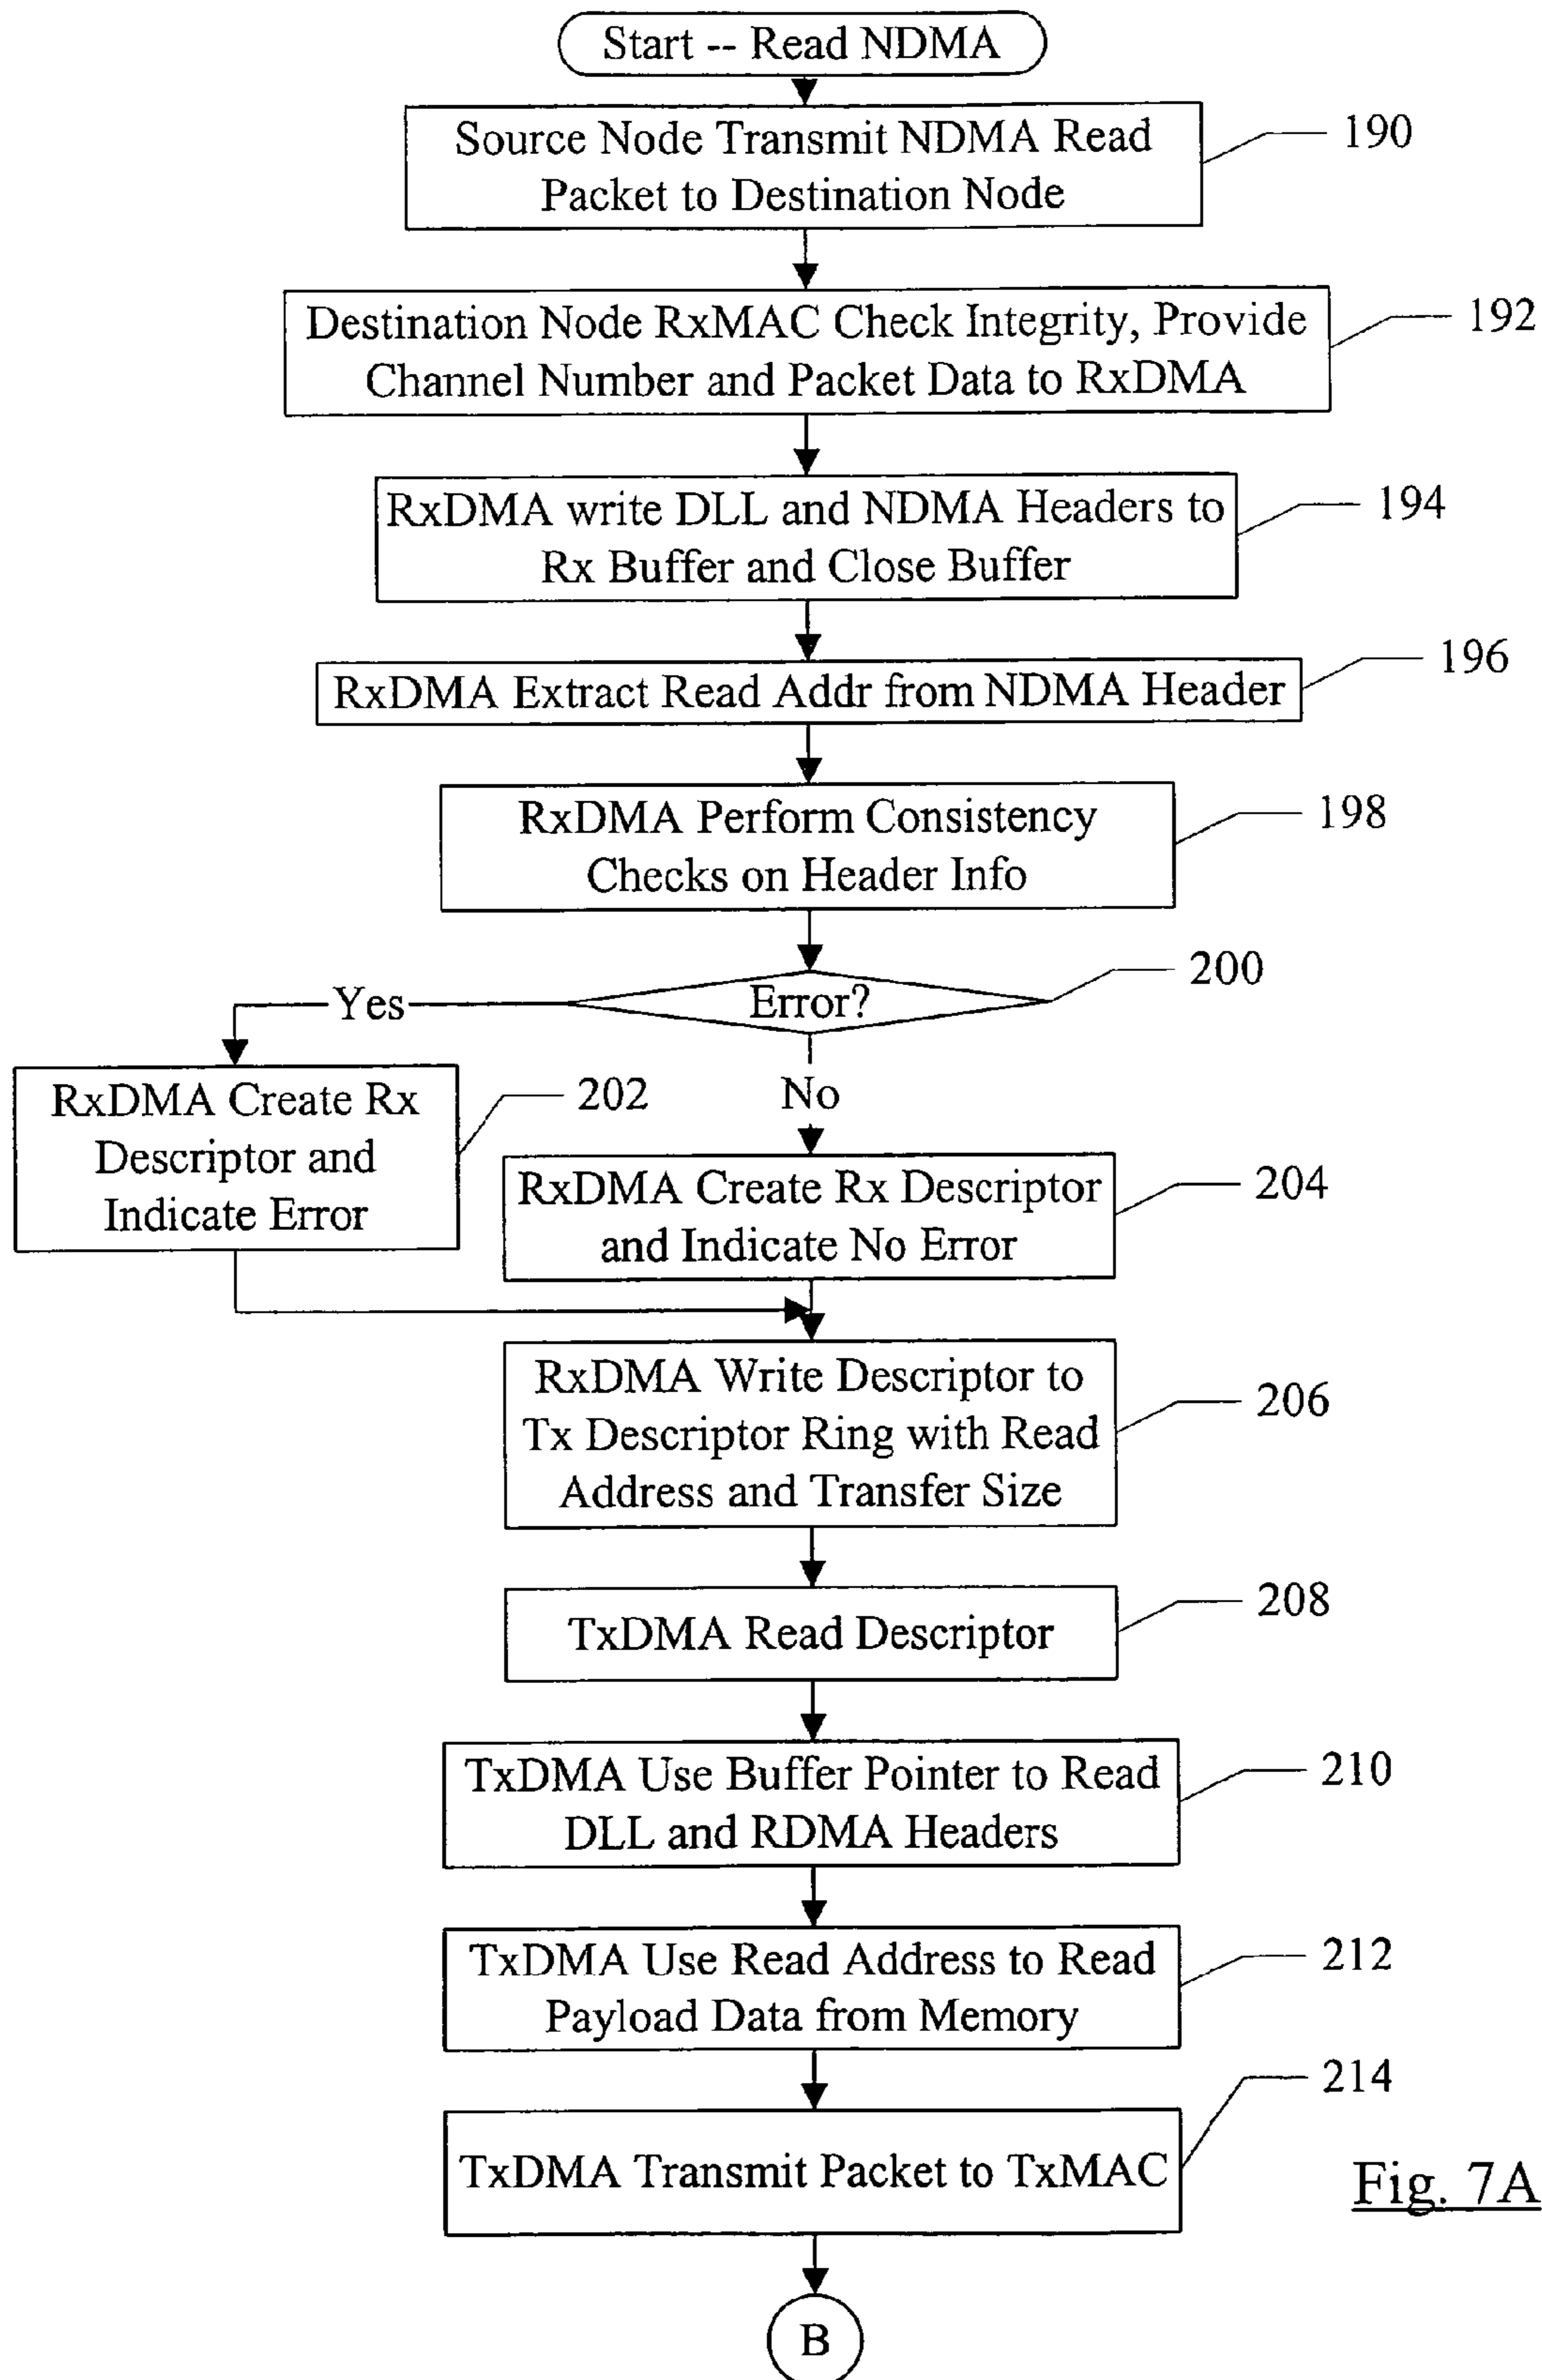 Start -- Read NDMA
Source Node Transmit NDMA Read
Packet to Destination Node
190
Destination Node RxMAC Check Integrity, Provide
Channel Number and Packet Data to RxDMA
192
RxDMA write DLL and NDMA Headers to
Rx Buffer and Close Buffer
194
RxDMA Extract Read Addr from NDMA Header
196
RxDMA Perform Consistency
Checks on Header Info
198
Error?
200
Yes
No
RxDMA Create Rx
Descriptor and
Indicate Error
202
RxDMA Create Rx Descriptor
and Indicate No Error
204
RxDMA Write Descriptor to
Tx Descriptor Ring with Read
Address and Transfer Size
206
TxDMA Read Descriptor
208
TxDMA Use Buffer Pointer to Read
DLL and RDMA Headers
210
TxDMA Use Read Address to Read
Payload Data from Memory
212
TxDMA Transmit Packet to TxMAC
214
Fig. 7A
B